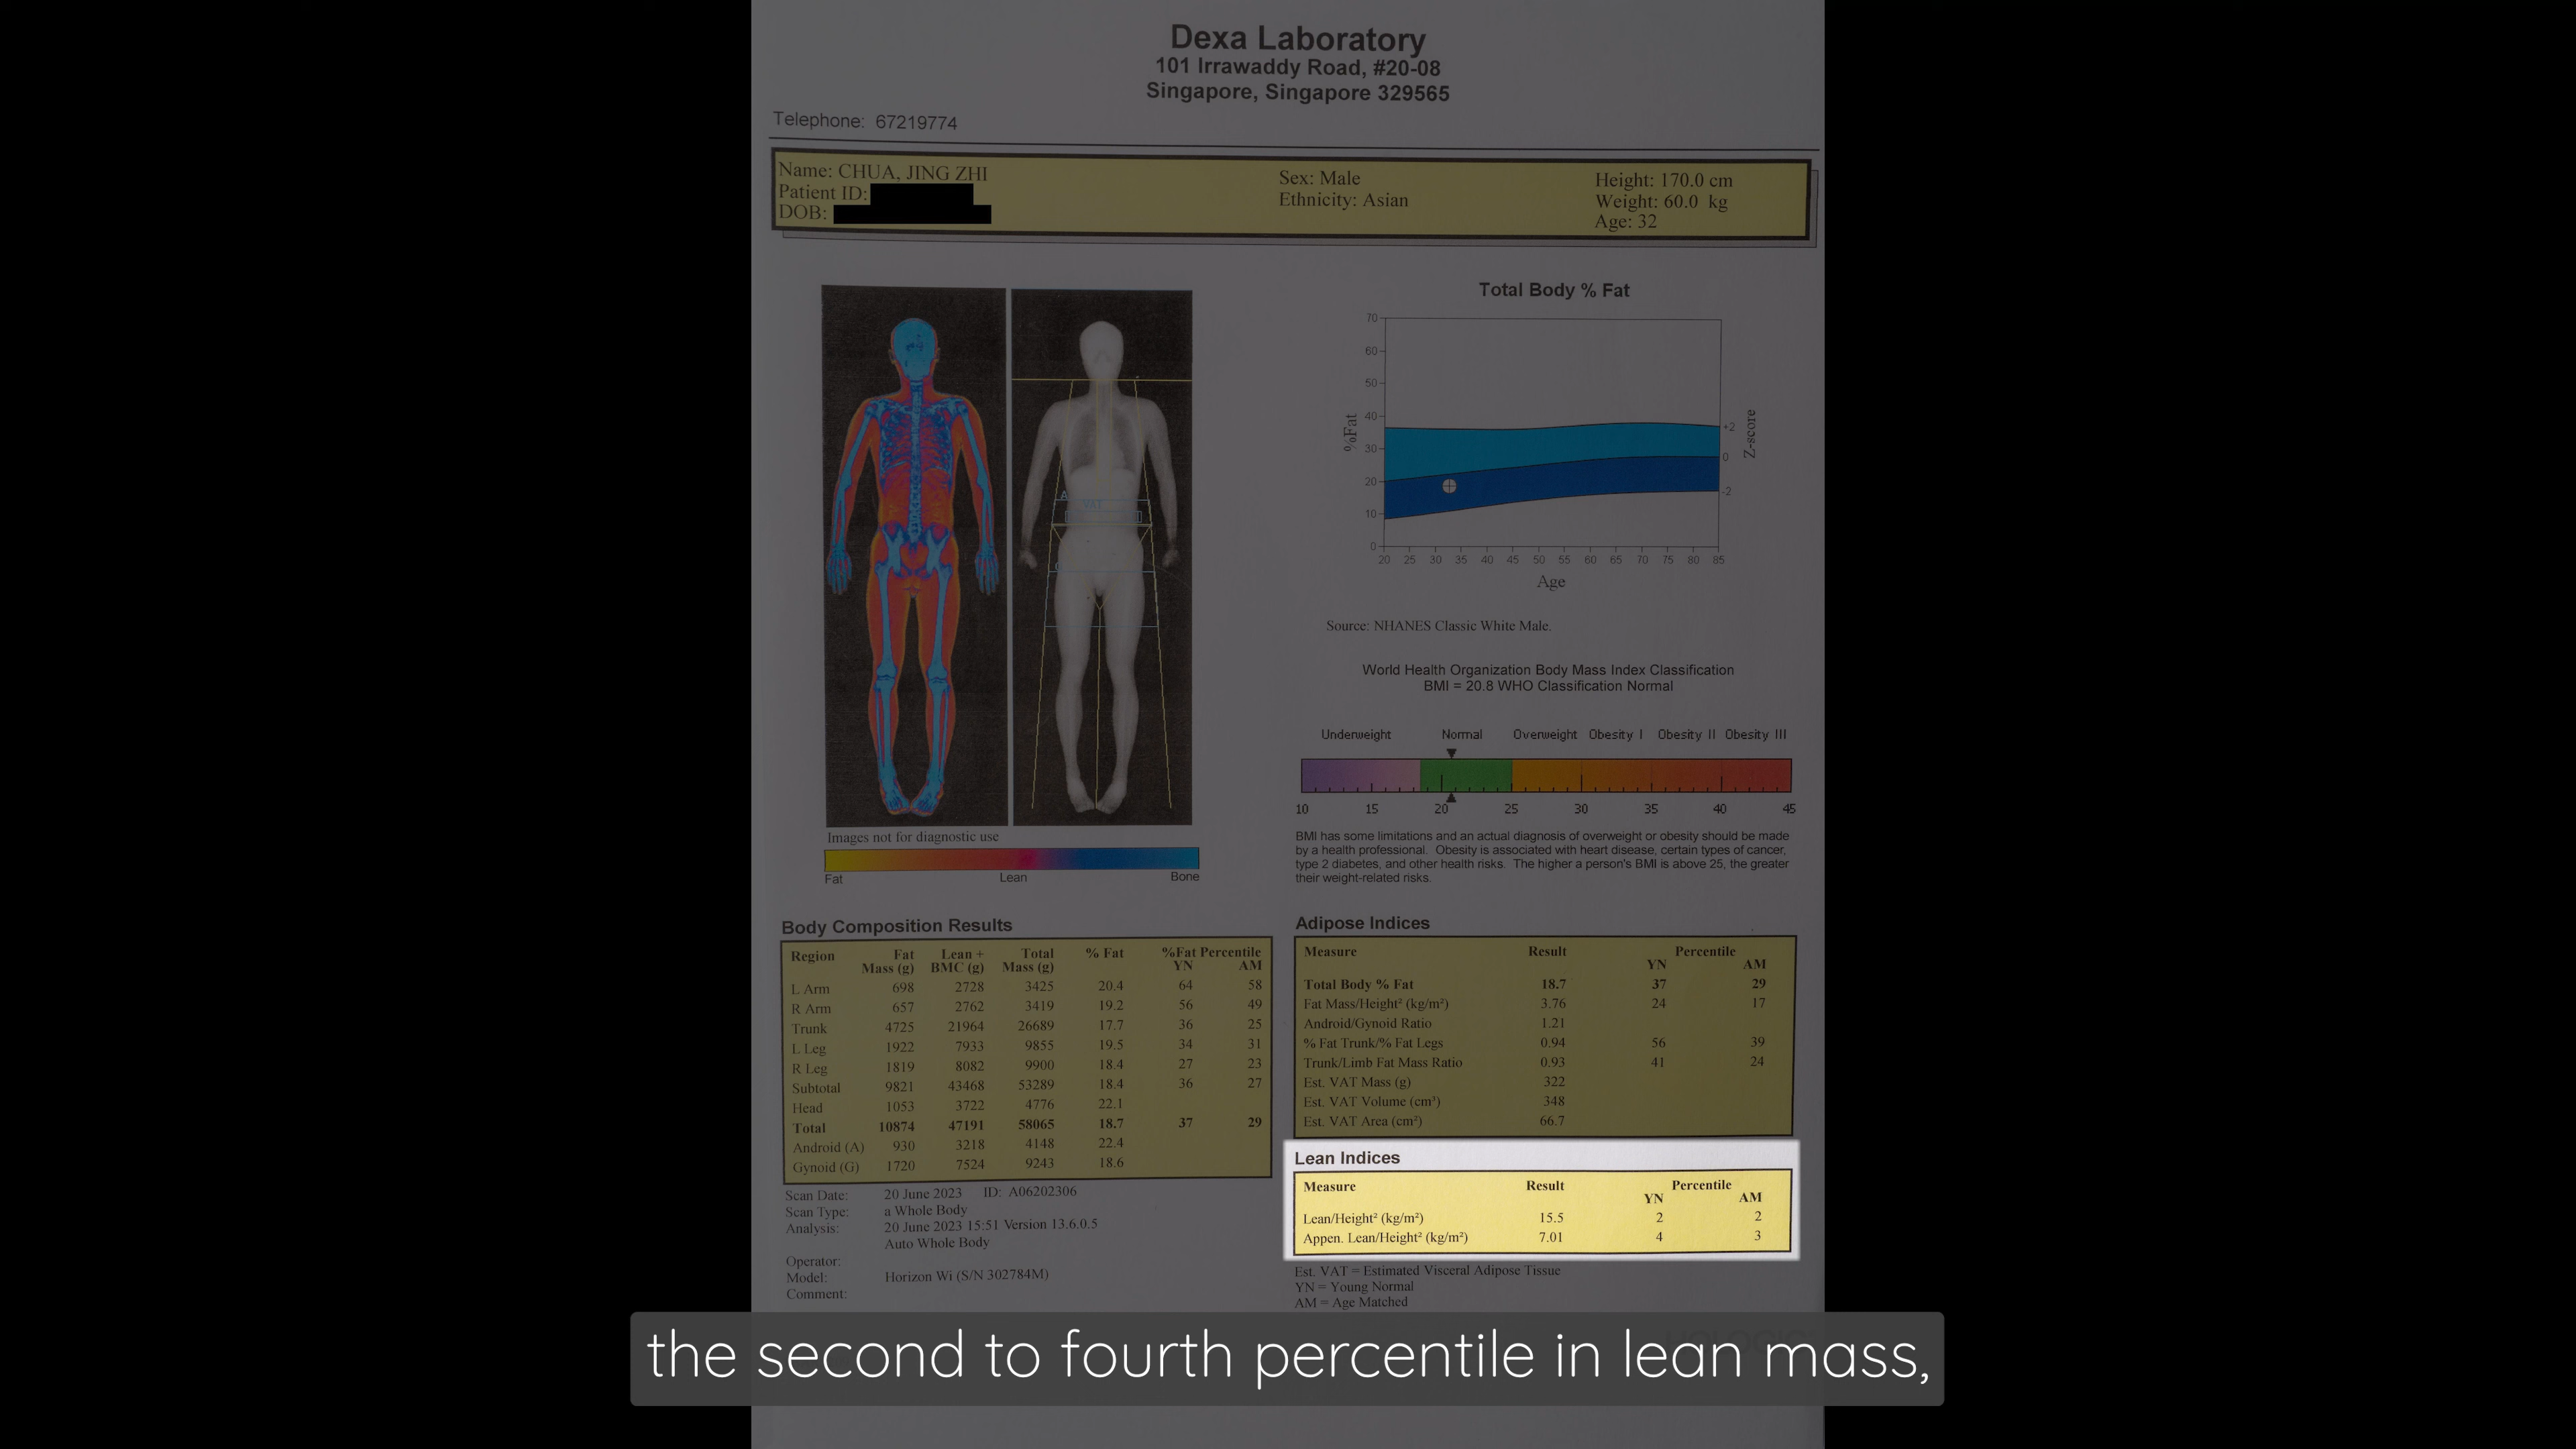 Dexa Laboratory
101 Irrawaddy Road, #20-08
Singapore, Singapore 329565
Telephone: 67219774
Name: CHUA, JING ZHI
Patient ID:
DOB:
Sex: Male
Ethnicity: Asian
Height: 170.0 cm
Weight: 60.0 kg
Age: 32
A
VAT
Images not for diagnostic use
Fat Lean Bone
Total Body % Fat
70
60
50
40
30
20
10
0
%Fat
+2
0
-2
Z-score
20 25 30 35 40 45 50 55 60 65 70 75 80 85
Age
Source: NHANES Classic White Male.
World Health Organization Body Mass Index Classification
BMI = 20.8 WHO Classification Normal
Underweight Normal Overweight Obesity I Obesity II Obesity III
10 15 20 25 30 35 40 45
BMI has some limitations and an actual diagnosis of overweight or obesity should be made
by a health professional. Obesity is associated with heart disease, certain types of cancer,
type 2 diabetes, and other health risks. The higher a person's BMI is above 25, the greater
their weight-related risks.
Body Composition Results
Region Fat Lean + Total % Fat %Fat Percentile
Mass (g) BMC (g) Mass (g) YN AM
L Arm 698 2728 3425 20.4 64 58
R Arm 657 2762 3419 19.2 56 49
Trunk 4725 21964 26689 17.7 36 25
L Leg 1922 7933 9855 19.5 34 31
R Leg 1819 8082 9900 18.4 27 23
Subtotal 9821 43468 53289 18.4 36 27
Head 1053 3722 4776 22.1
Total 10874 47191 58065 18.7 37 29
Android (A) 930 3218 4148 22.4
Gynoid (G) 1720 7524 9243 18.6
Scan Date: 20 June 2023 ID: A06202306
Scan Type: a Whole Body
Analysis: 20 June 2023 15:51 Version 13.6.0.5
Auto Whole Body
Operator:
Model: Horizon Wi (S/N 302784M)
Comment:
Adipose Indices
Measure Result Percentile
YN AM
Total Body % Fat 18.7 37 29
Fat Mass/Height² (kg/m²) 3.76 24 17
Android/Gynoid Ratio 1.21
% Fat Trunk/% Fat Legs 0.94 56 39
Trunk/Limb Fat Mass Ratio 0.93 41 24
Est. VAT Mass (g) 322
Est. VAT Volume (cm³) 348
Est. VAT Area (cm²) 66.7
Lean Indices
Measure Result Percentile
YN AM
Lean/Height² (kg/m²) 15.5 2 2
Appen. Lean/Height² (kg/m²) 7.01 4 3
Est. VAT = Estimated Visceral Adipose Tissue
YN = Young Normal
AM = Age Matched
the second to fourth percentile in lean mass,